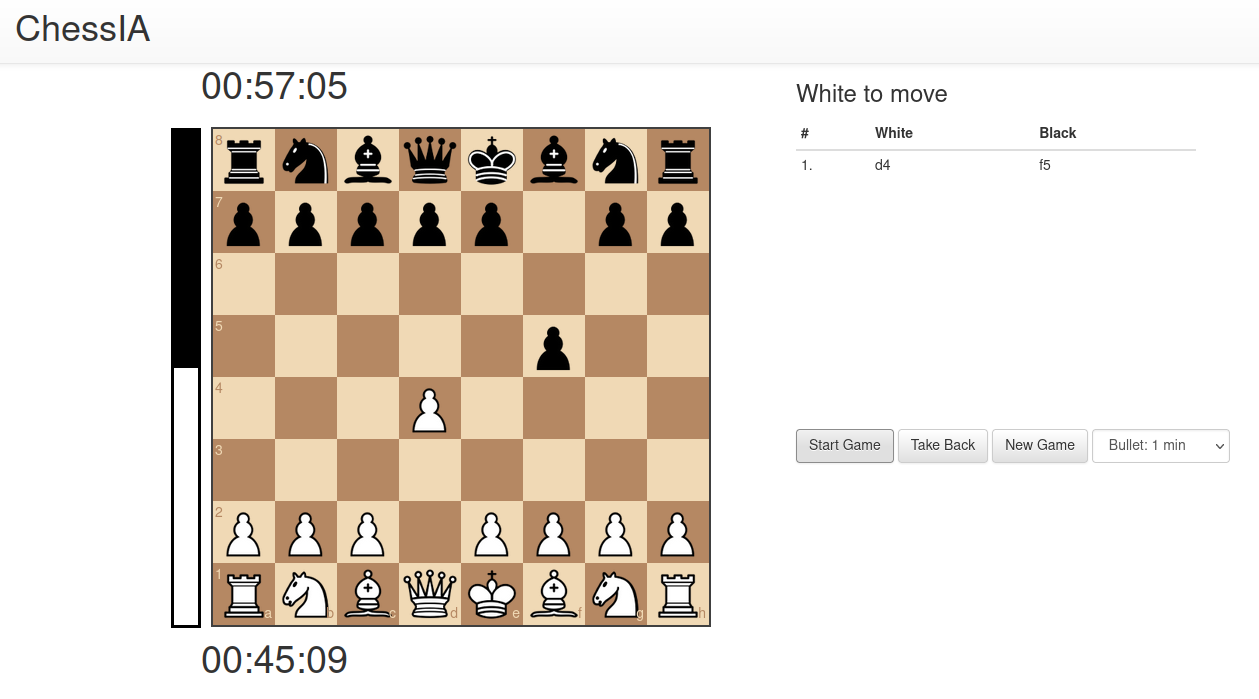 ChessIA
00:57:05
White to move
# White Black
1. d4 f5
8
7
6
5
4
3
2
1
a b c d e f g h
Start Game Take Back New Game Bullet: 1 min
00:45:09